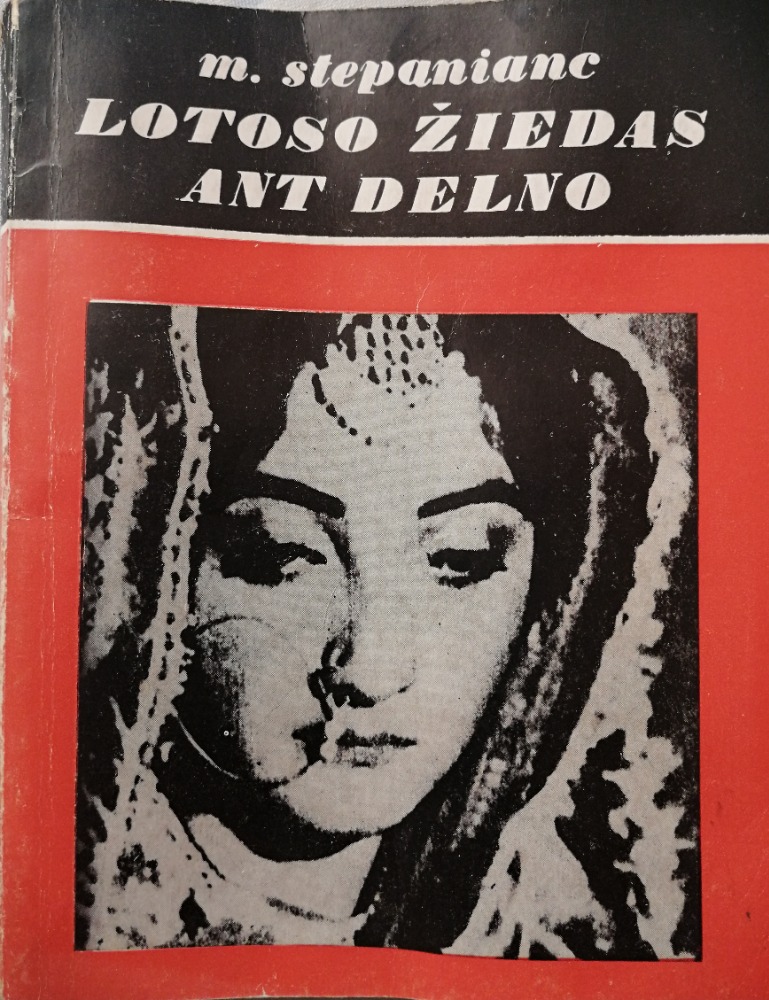 m. stepanianc
LOTOSO ŽIEDAS
ANT DELNO